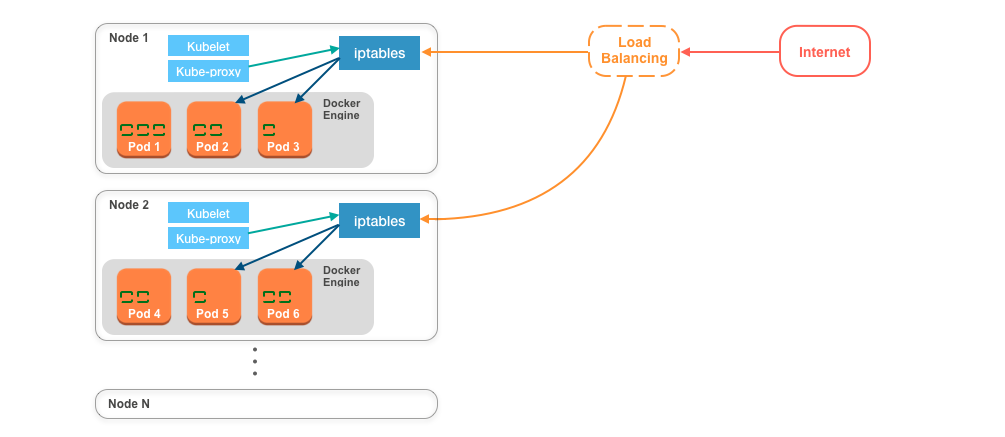 Node 1
Kubelet
Kube-proxy
iptables
Load
Balancing
Internet
Docker
Engine
Pod 1
Pod 2
Pod 3
Node 2
Kubelet
Kube-proxy
iptables
Docker
Engine
Pod 4
Pod 5
Pod 6
Node N